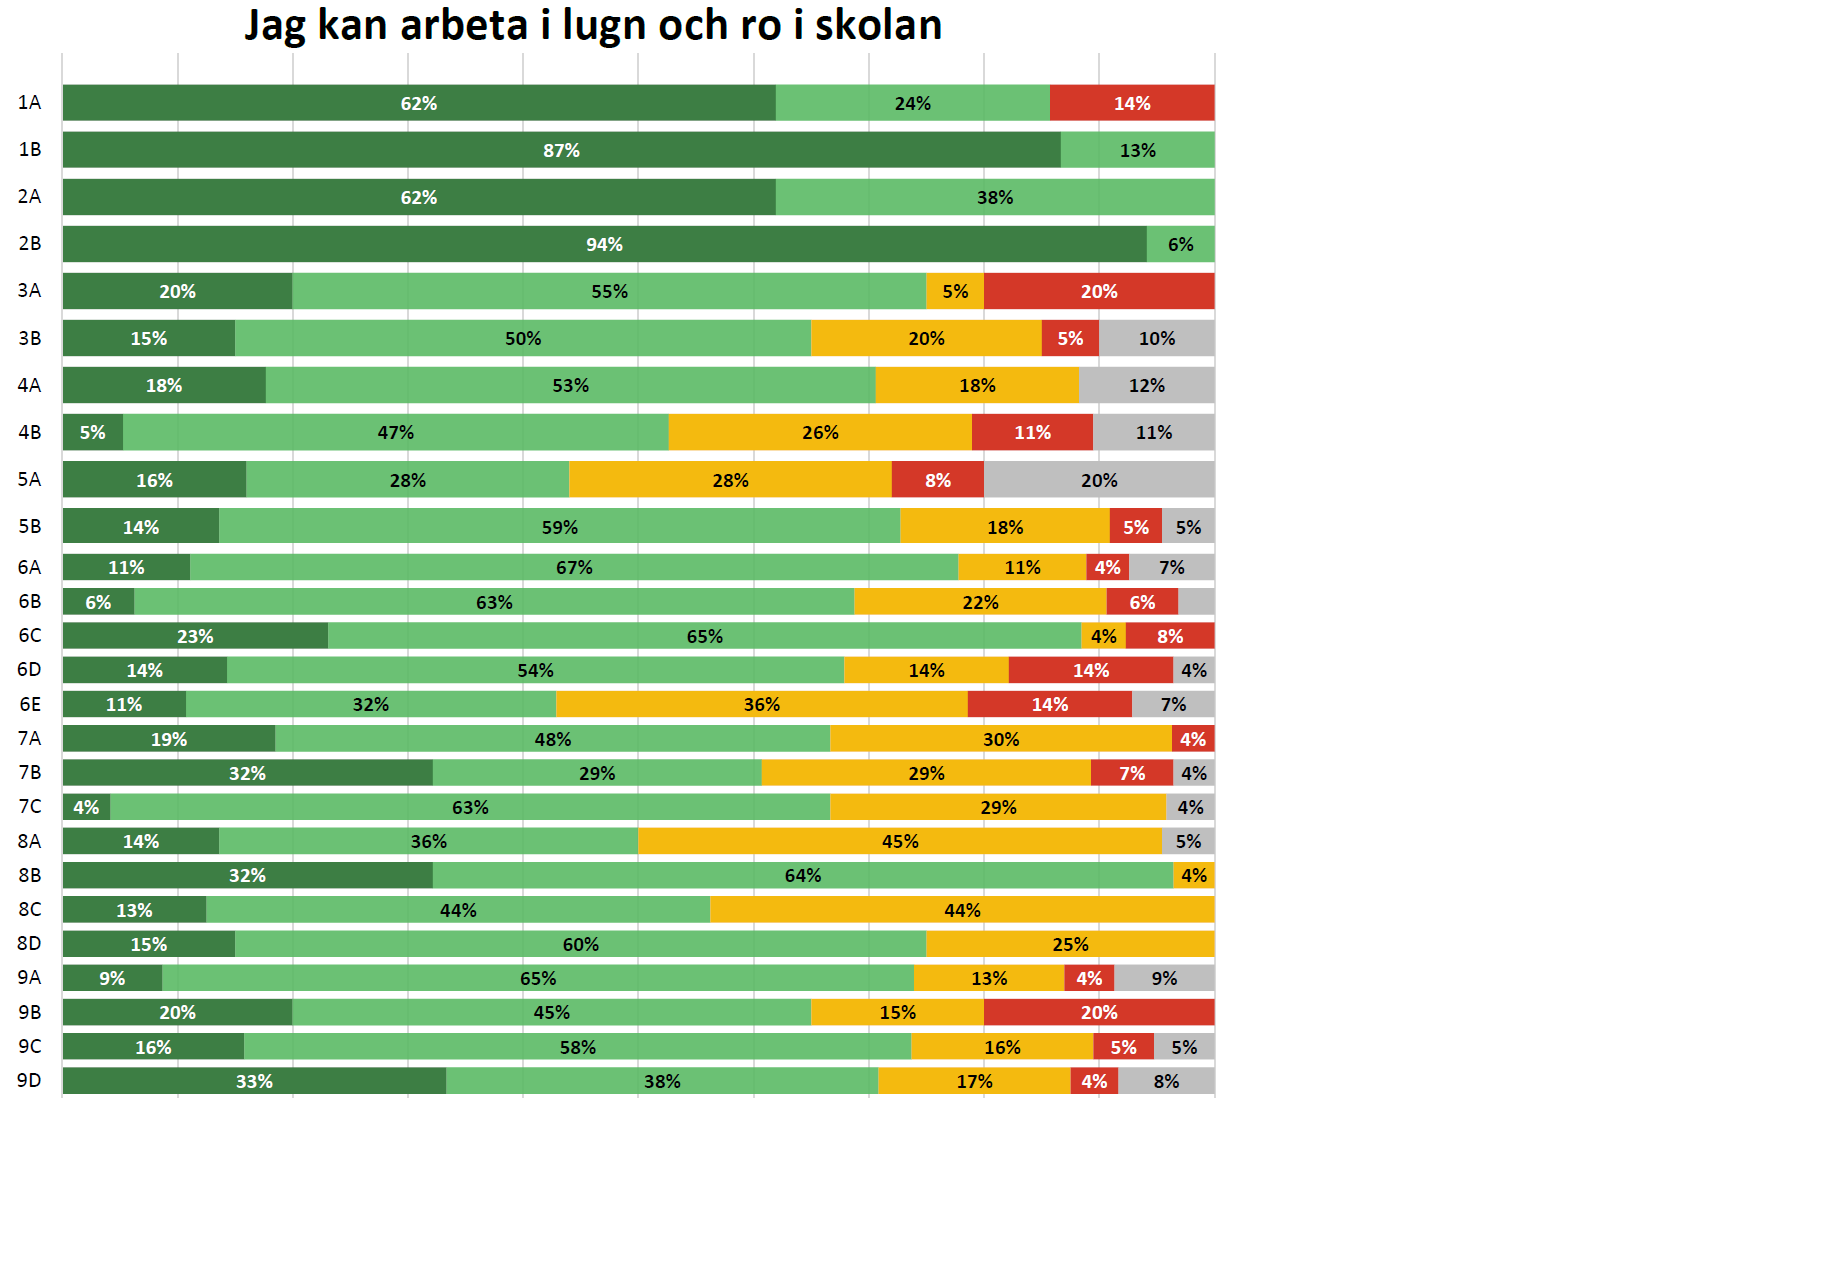 Jag kan arbeta i lugn och ro i skolan
1A 62% 24% 14%
1B 87% 13%
2A 62% 38%
2B 94% 6%
3A 20% 55% 5% 20%
3B 15% 50% 20% 5% 10%
4A 18% 53% 18% 12%
4B 5% 47% 26% 11% 11%
5A 16% 28% 28% 8% 20%
5B 14% 59% 18% 5% 5%
6A 11% 67% 11% 4% 7%
6B 6% 63% 22% 6%
6C 23% 65% 4% 8%
6D 14% 54% 14% 14% 4%
6E 11% 32% 36% 14% 7%
7A 19% 48% 30% 4%
7B 32% 29% 29% 7% 4%
7C 4% 63% 29% 4%
8A 14% 36% 45% 5%
8B 32% 64% 4%
8C 13% 44% 44%
8D 15% 60% 25%
9A 9% 65% 13% 4% 9%
9B 20% 45% 15% 20%
9C 16% 58% 16% 5% 5%
9D 33% 38% 17% 4% 8%